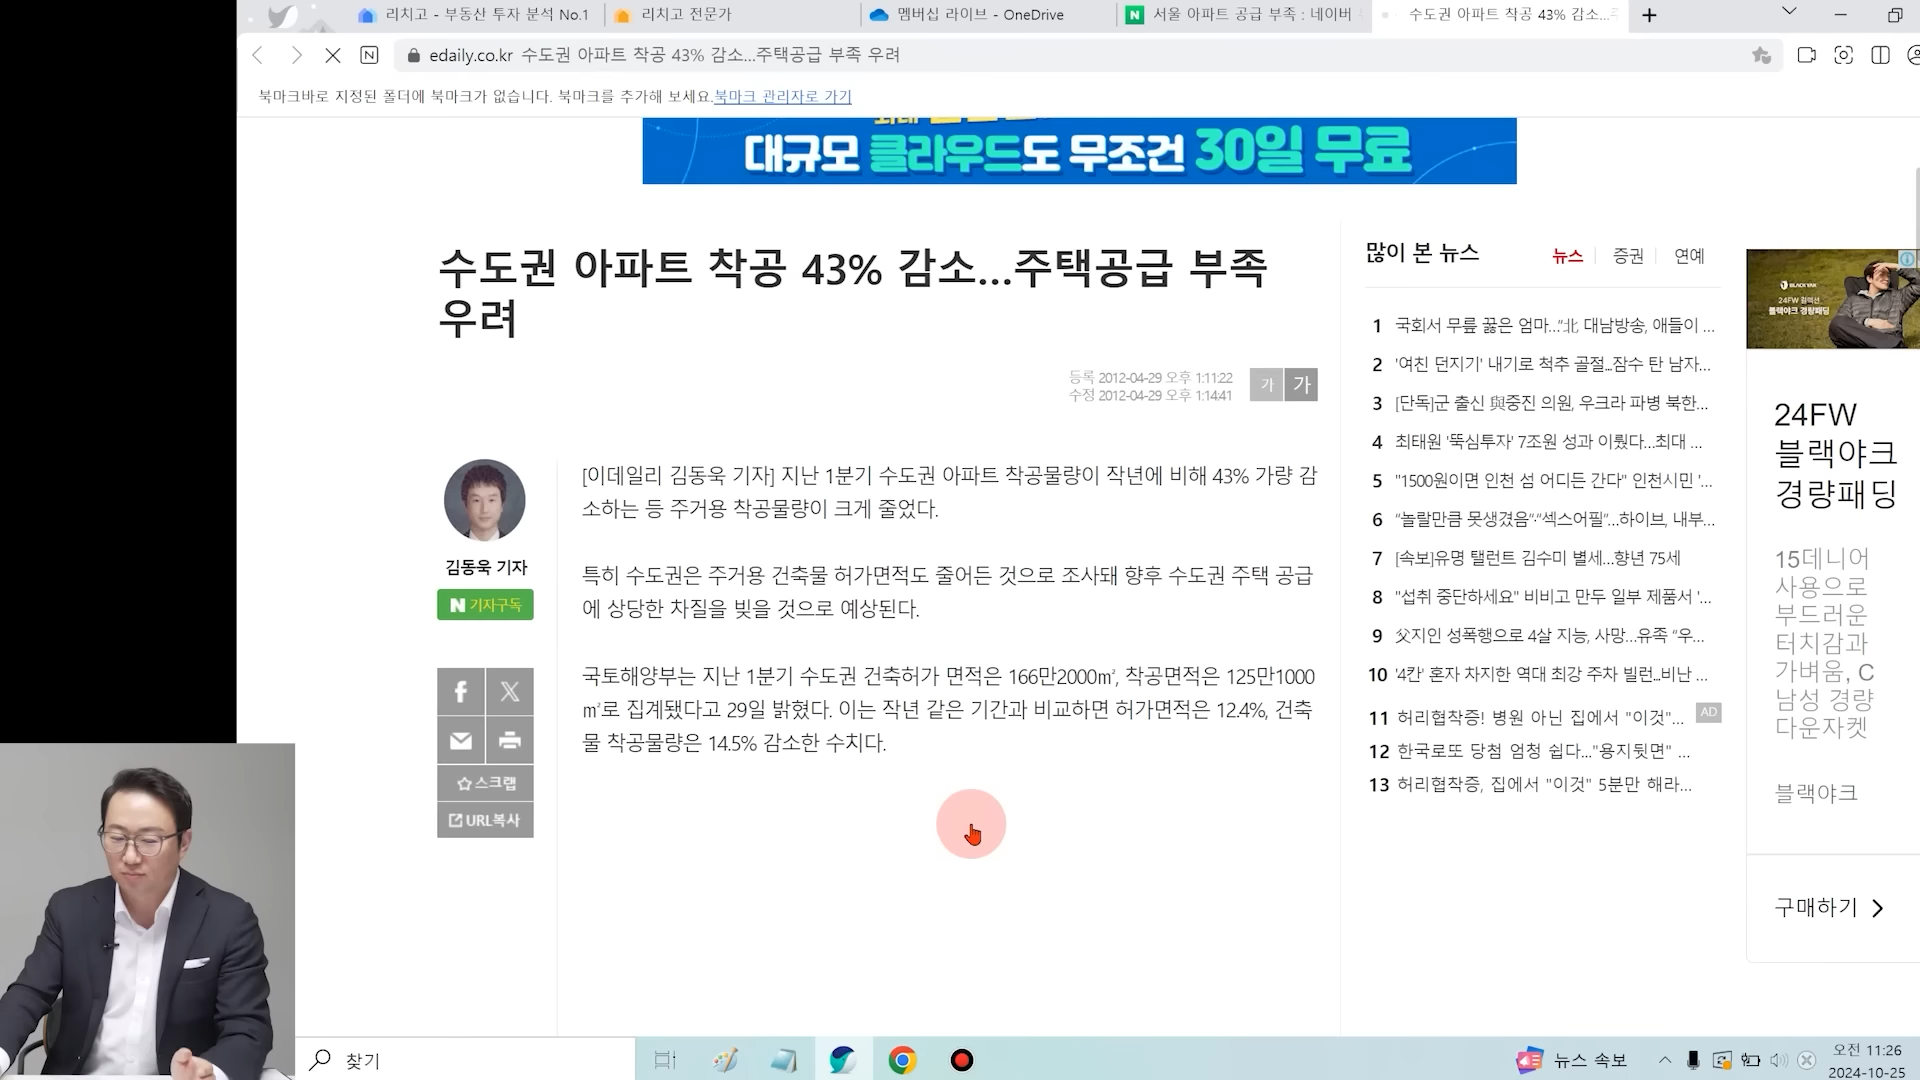 리치고 - 부동산 투자 분석 No.1
리치고 전문가
멤버십 라이브 - OneDrive
서울 아파트 공급 부족 : 네이버
수도권 아파트 착공 43% 감소...
edaily.co.kr 수도권 아파트 착공 43% 감소...주택공급 부족 우려
북마크바로 지정된 폴더에 북마크가 없습니다. 북마크를 추가해 보세요.북마크 관리자로 가기
대규모 클라우드도 무조건 30일 무료
수도권 아파트 착공 43% 감소...주택공급 부족
우려
등록 2012-04-29 오후 1:11:22
수정 2012-04-29 오후 1:14:41
가 가
김동욱 기자
N 기자구독
스크랩
URL복사
[이데일리 김동욱 기자] 지난 1분기 수도권 아파트 착공물량이 작년에 비해 43% 가량 감
소하는 등 주거용 착공물량이 크게 줄었다.
특히 수도권은 주거용 건축물 허가면적도 줄어든 것으로 조사돼 향후 수도권 주택 공급
에 상당한 차질을 빚을 것으로 예상된다.
국토해양부는 지난 1분기 수도권 건축허가 면적은 166만2000㎡, 착공면적은 125만1000
㎡로 집계됐다고 29일 밝혔다. 이는 작년 같은 기간과 비교하면 허가면적은 12.4%, 건축
물 착공물량은 14.5% 감소한 수치다.
많이 본 뉴스 뉴스 증권 연예
1 국회서 무릎 꿇은 엄마..."北 대남방송, 애들이 ...
2 '여친 던지기' 내기로 척추 골절...잠수 탄 남자...
3 [단독]군 출신 與중진 의원, 우크라 파병 북한...
4 최태원 '뚝심투자' 7조원 성과 이뤘다...최대 ...
5 "1500원이면 인천 섬 어디든 간다" 인천시민 '...
6 “놀랄만큼 못생겼음”·“섹스어필”...하이브, 내부...
7 [속보]유명 탤런트 김수미 별세...향년 75세
8 "섭취 중단하세요" 비비고 만두 일부 제품서 '...
9 父지인 성폭행으로 4살 지능, 사망...유족 “우...
10 '4칸' 혼자 차지한 역대 최강 주차 빌런...비난 ...
11 허리협착증! 병원 아닌 집에서 "이것"... AD
12 한국로또 당첨 엄청 쉽다..."용지뒷면" ...
13 허리협착증, 집에서 "이것" 5분만 해라...
BLACK YAK
24FW 컬렉션
블랙야크 경량패딩
24FW
블랙야크
경량패딩
15데니어
사용으로
부드러운
터치감과
가벼움, C
남성 경량
다운자켓
블랙야크
구매하기
찾기
뉴스 속보
오전 11:26
2024-10-25